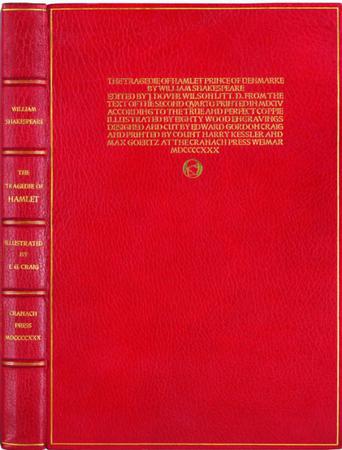 WILLIAM
SHAKESPEARE
THE
TRAGEDIE OF
HAMLET
ILLUSTRATED
BY
E. G. CRAIG
CRANACH
PRESS
MDCCCCXXX
THE TRAGEDIE OF HAMLET PRINCE OF DENMARKE
BY WILLIAM SHAKESPEARE
EDITED BY J. DOVER WILSON LITT. D. FROM THE
TEXT OF THE SECOND QUARTO PRINTED IN MDCIV
ACCORDING TO THE TRUE AND PERFECT COPPIE
ILLUSTRATED BY EIGHTY WOOD ENGRAVINGS
DESIGNED AND CUT BY EDWARD GORDON CRAIG
AND PRINTED BY COUNT HARRY KESSLER AND
MAX GOERTZ AT THE CRANACH PRESS WEIMAR
MDCCCCXXX